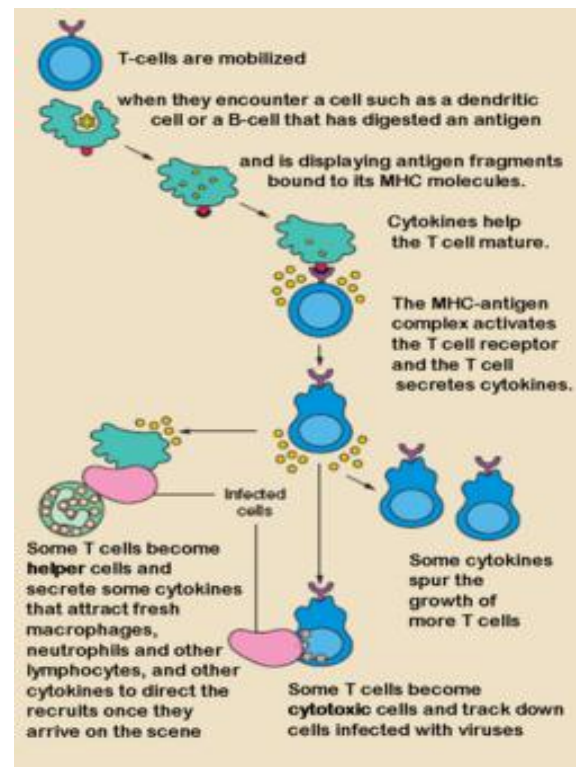 T-cells are mobilized
when they encounter a cell such as a dendritic
cell or a B-cell that has digested an antigen
and is displaying antigen fragments
bound to its MHC molecules.
Cytokines help
the T cell mature.
The MHC-antigen
complex activates
the T cell receptor
and the T cell
secretes cytokines.
Infected
cells
Some T cells become
helper cells and
secrete some cytokines
that attract fresh
macrophages,
neutrophils and other
lymphocytes, and other
cytokines to direct the
recruits once they
arrive on the scene
Some cytokines
spur the
growth of
more T cells
Some T cells become
cytotoxic cells and track down
cells infected with viruses